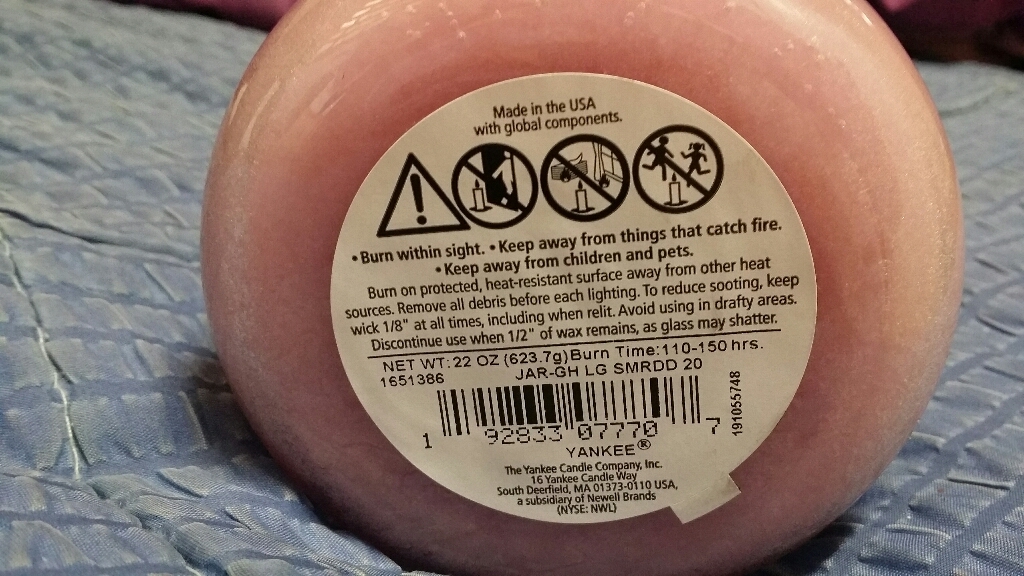 Made in the USA
with global components.
• Burn within sight. • Keep away from things that catch fire.
• Keep away from children and pets.
Burn on protected, heat-resistant surface away from other heat
sources. Remove all debris before each lighting. To reduce sooting, keep
wick 1/8" at all times, including when relit. Avoid using in drafty areas.
Discontinue use when 1/2" of wax remains, as glass may shatter.
NET WT: 22 OZ (623.7g) Burn Time: 110-150 hrs.
1651386 JAR-GH LG SMRDD 20
191055748
1 92833 07770 7
YANKEE®
The Yankee Candle Company, Inc.
16 Yankee Candle Way
South Deerfield, MA 01373-0110 USA,
a subsidiary of Newell Brands
(NYSE: NWL)